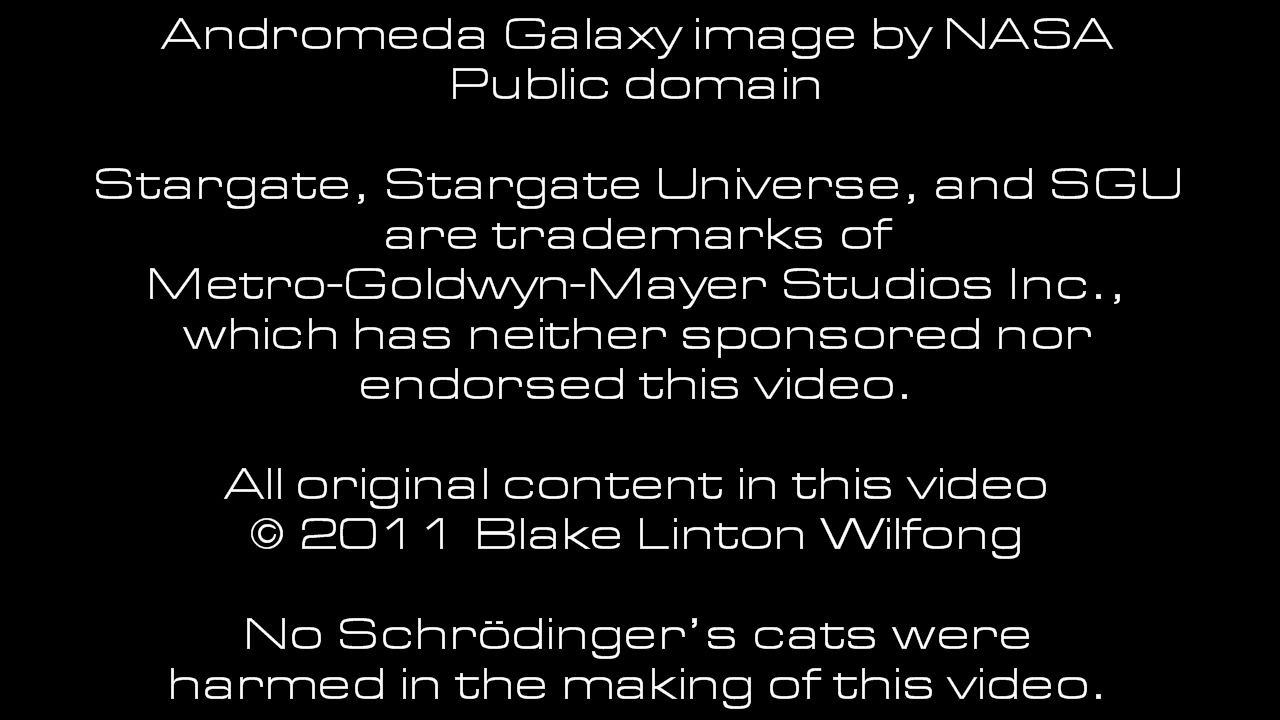 Andromeda Galaxy image by NASA
Public domain
Stargate, Stargate Universe, and SGU
are trademarks of
Metro-Goldwyn-Mayer Studios Inc.,
which has neither sponsored nor
endorsed this video.
All original content in this video
© 2011 Blake Linton Wilfong
No Schrödinger’s cats were
harmed in the making of this video.